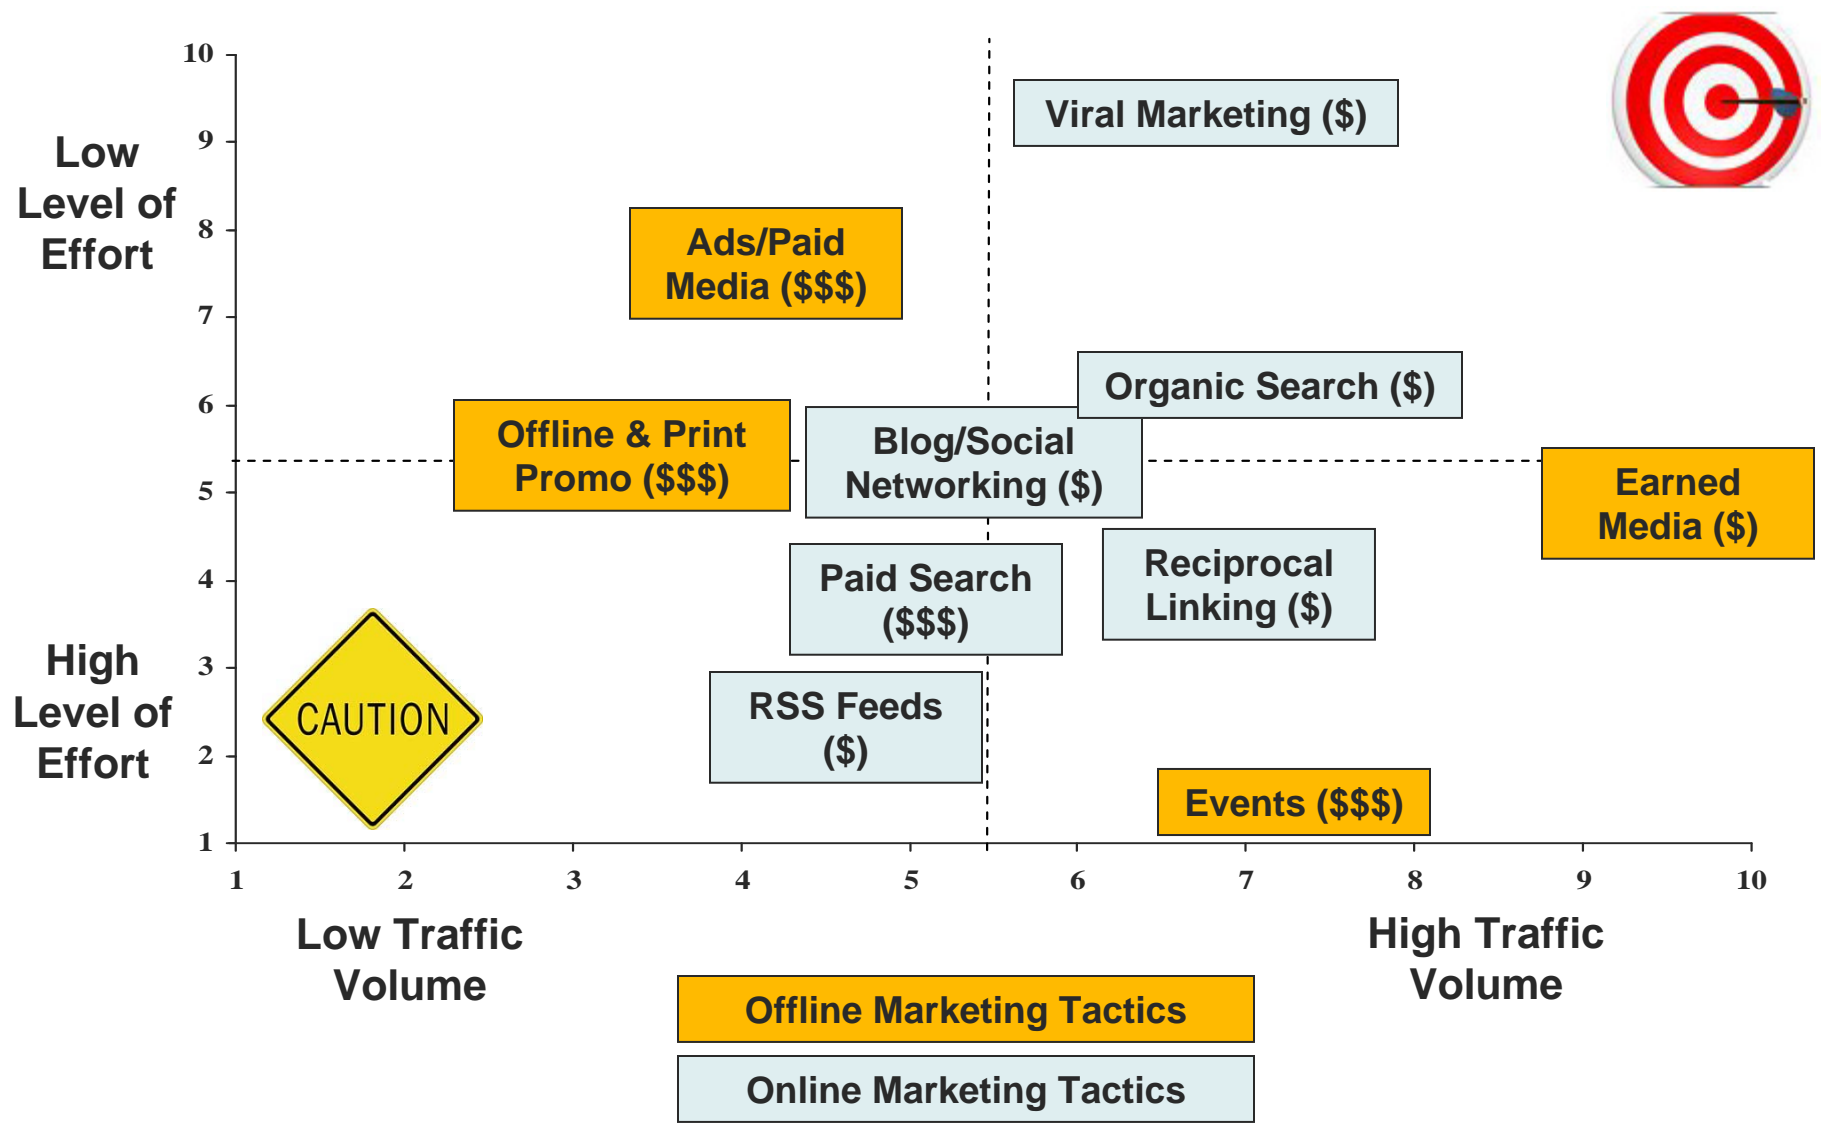 10
Viral Marketing ($)
9
Low
Level of
Effort
8
Ads/Paid
Media ($$$)
7
Organic Search ($)
6
Offline & Print
Promo ($$$)
Blog/Social
Networking ($)
5
Earned
Media ($)
4
Paid Search
($$$)
Reciprocal
Linking ($)
High
Level of
Effort
3
CAUTION
RSS Feeds
($)
2
Events ($$$)
1
1 2 3 4 5 6 7 8 9 10
Low Traffic
Volume
High Traffic
Volume
Offline Marketing Tactics
Online Marketing Tactics